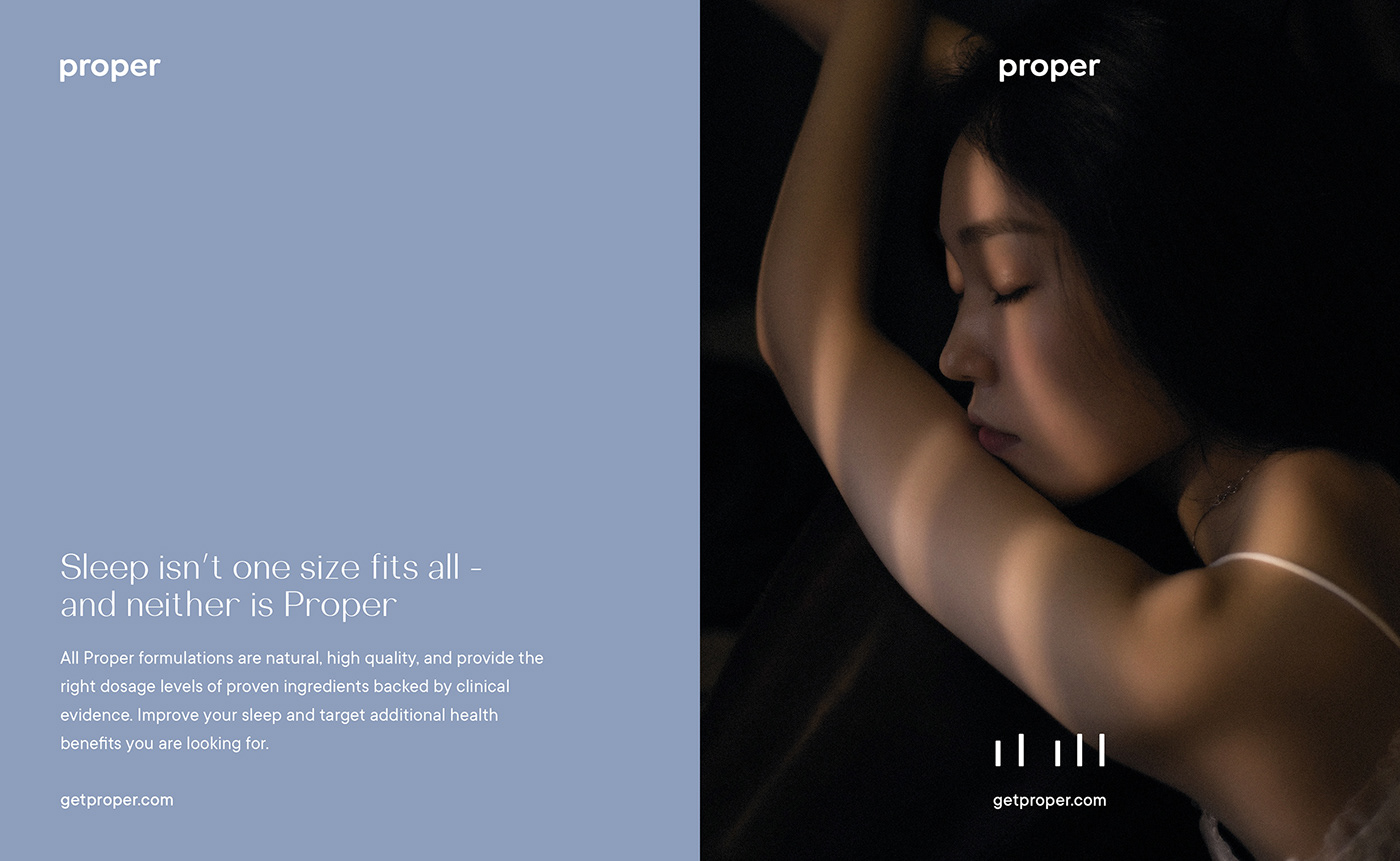 proper
Sleep isn't one size fits all -
and neither is Proper
All Proper formulations are natural, high quality, and provide the
right dosage levels of proven ingredients backed by clinical
evidence. Improve your sleep and target additional health
benefits you are looking for.
getproper.com
proper
getproper.com